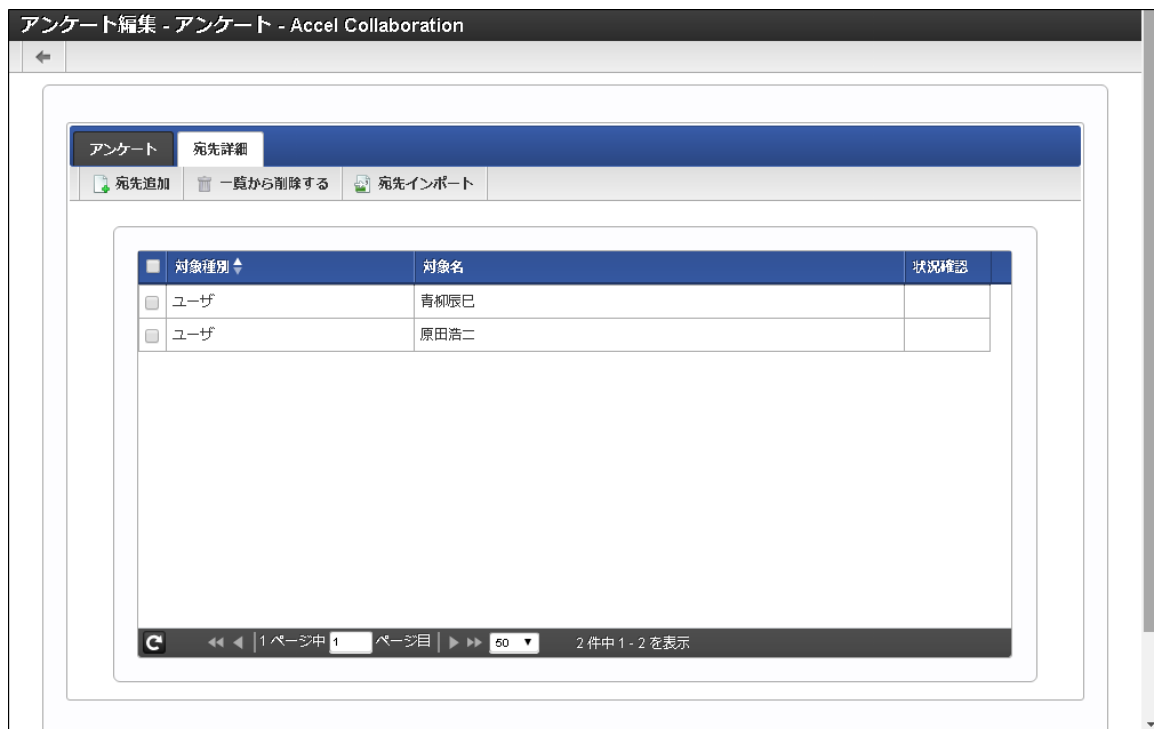 アンケート編集 - アンケート - Accel Collaboration
アンケート 宛先詳細
宛先追加 一覧から削除する 宛先インポート
対象種別 対象名 状況確認
ユーザ 青柳辰巳
ユーザ 原田浩二
1 ページ中 1 ページ目 50 2 件中 1 - 2 を表示